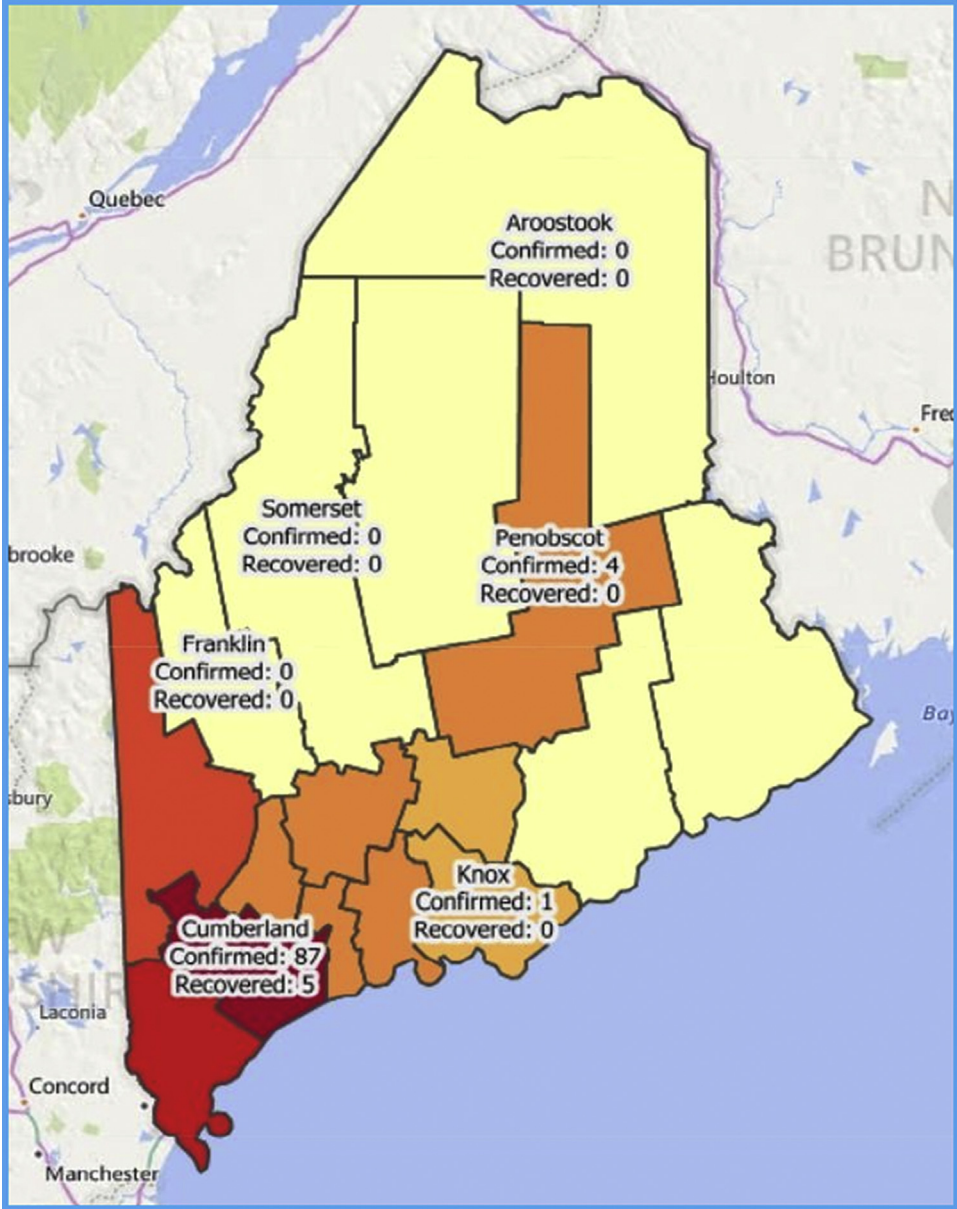 Quebec
N
BRUN
Aroostook
Confirmed: 0
Recovered: 0
Houlton
Fred
Somerset
Confirmed: 0
Recovered: 0
Penobscot
Confirmed: 4
Recovered: 0
brooke
Franklin
Confirmed: 0
Recovered: 0
Bay
sbury
Knox
Confirmed: 1
Recovered: 0
Cumberland
Confirmed: 87
Recovered: 5
EW
SHIR
Laconia
Concord
Manchester